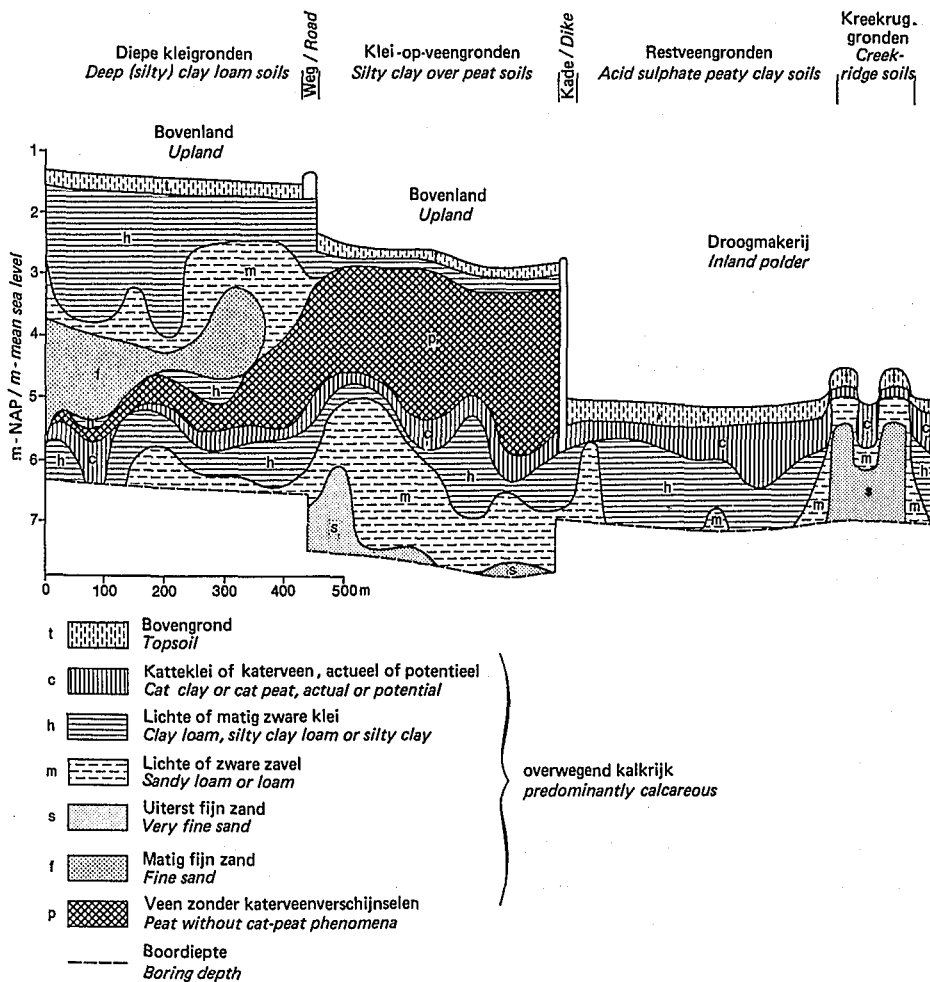 Diepe kleigronden
Deep (silty) clay loam soils
Weg / Road
Klei-op-veengronden
Silty clay over peat soils
Kade / Dike
Restveengronden
Acid sulphate peaty clay soils
Kreekrug-
gronden
Creek-
ridge soils
Bovenland
Upland
Bovenland
Upland
Droogmakerij
Inland polder
m - NAP / m - mean sea level
1
2
3
4
5
6
7
h
m
f
h
p
h
c
h
m
s
c
h
m
s
p
c
h
m
m
c
m
s
c
h
m
0
100
200
300
400
500m
t Bovengrond
Topsoil
c Katteklei of katerveen, actueel of potentieel
Cat clay or cat peat, actual or potential
h Lichte of matig zware klei
Clay loam, silty clay loam or silty clay
m Lichte of zware zavel
Sandy loam or loam
s Uiterst fijn zand
Very fine sand
f Matig fijn zand
Fine sand
p Veen zonder katerveenverschijnselen
Peat without cat-peat phenomena
Boordiepte
Boring depth
overwegend kalkrijk
predominantly calcareous